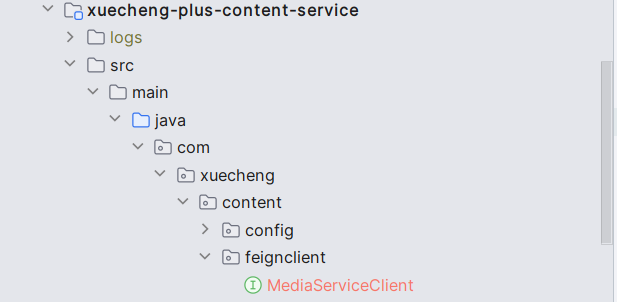 xuecheng-plus-content-service
logs
src
main
java
com
xuecheng
content
config
feignclient
MediaServiceClient